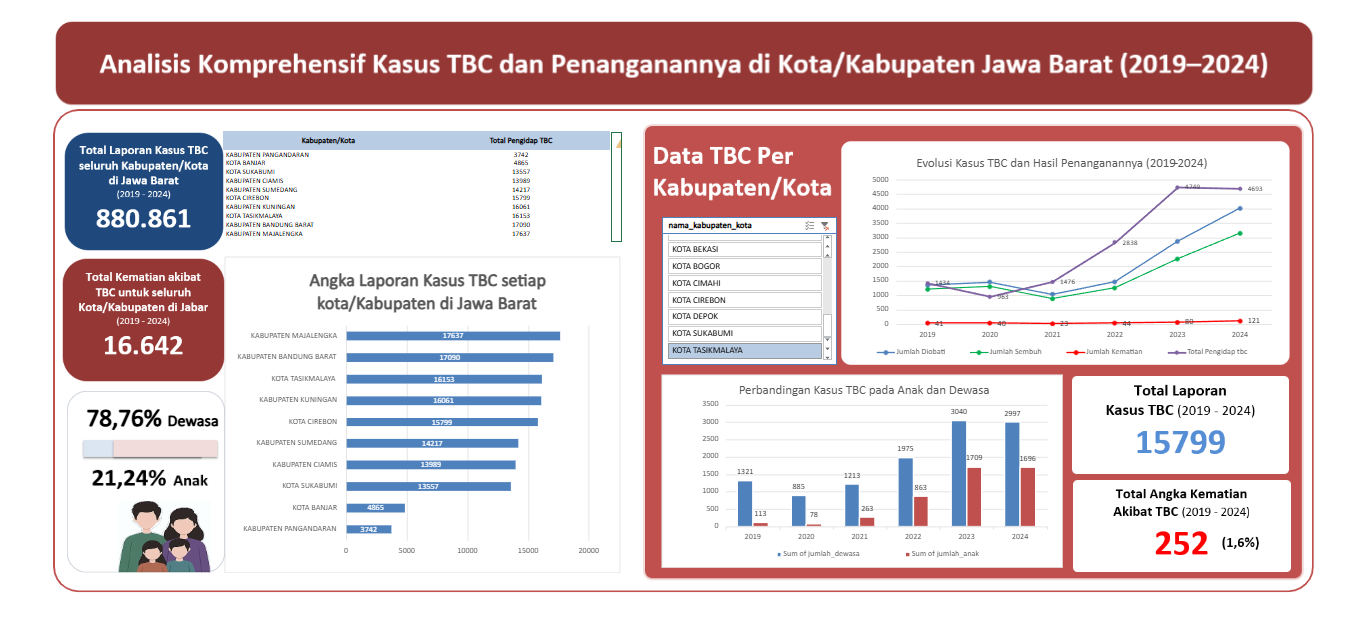 Analisis Komprehensif Kasus TBC dan Penanganannya di Kota/Kabupaten Jawa Barat (2019–2024)
Total Laporan Kasus TBC
seluruh Kabupaten/Kota
di Jawa Barat
(2019 - 2024)
880.861
Kabupaten/Kota Total Pengidap TBC
KABUPATEN PANGANDARAN 3742
KOTA BANJAR 4865
KOTA SUKABUMI 13557
KABUPATEN CIAMIS 13989
KABUPATEN SUMEDANG 14217
KOTA CIREBON 15799
KABUPATEN KUNINGAN 16061
KOTA TASIKMALAYA 16153
KABUPATEN BANDUNG BARAT 17090
KABUPATEN MAJALENGKA 17637
Total Kematian akibat
TBC untuk seluruh
Kota/Kabupaten di Jabar
(2019 - 2024)
16.642
78,76% Dewasa
21,24% Anak
Angka Laporan Kasus TBC setiap
kota/Kabupaten di Jawa Barat
KABUPATEN MAJALENGKA 17637
KABUPATEN BANDUNG BARAT 17090
KOTA TASIKMALAYA 16153
KABUPATEN KUNINGAN 16061
KOTA CIREBON 15799
KABUPATEN SUMEDANG 14217
KABUPATEN CIAMIS 13989
KOTA SUKABUMI 13557
KOTA BANJAR 4865
KABUPATEN PANGANDARAN 3742
0 5000 10000 15000 20000
Data TBC Per
Kabupaten/Kota
nama_kabupaten_kota
KOTA BEKASI
KOTA BOGOR
KOTA CIMAHI
KOTA CIREBON
KOTA DEPOK
KOTA SUKABUMI
KOTA TASIKMALAYA
Evolusi Kasus TBC dan Hasil Penanganannya (2019-2024)
5000
4500
4000
3500
3000
2500
2000
1500
1000
500
0
1434 963 1476 2838 4749 4693
41 40 23 44 80 121
2019 2020 2021 2022 2023 2024
Jumlah Diobati Jumlah Sembuh Jumlah Kematian Total Pengidap tbc
Perbandingan Kasus TBC pada Anak dan Dewasa
3500
3000
2500
2000
1500
1000
500
0
1321 113 885 78 1213 263 1975 863 3040 1709 2997 1696
2019 2020 2021 2022 2023 2024
Sum of jumlah_dewasa Sum of jumlah_anak
Total Laporan
Kasus TBC (2019 - 2024)
15799
Total Angka Kematian
Akibat TBC (2019 - 2024)
252 (1,6%)